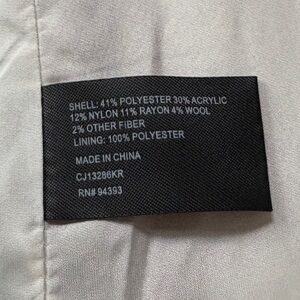 SHELL: 41% POLYESTER 30% ACRYLIC
12% NYLON 11% RAYON 4% WOOL
2% OTHER FIBER
LINING: 100% POLYESTER
MADE IN CHINA
CJ13286KR
RN# 94393